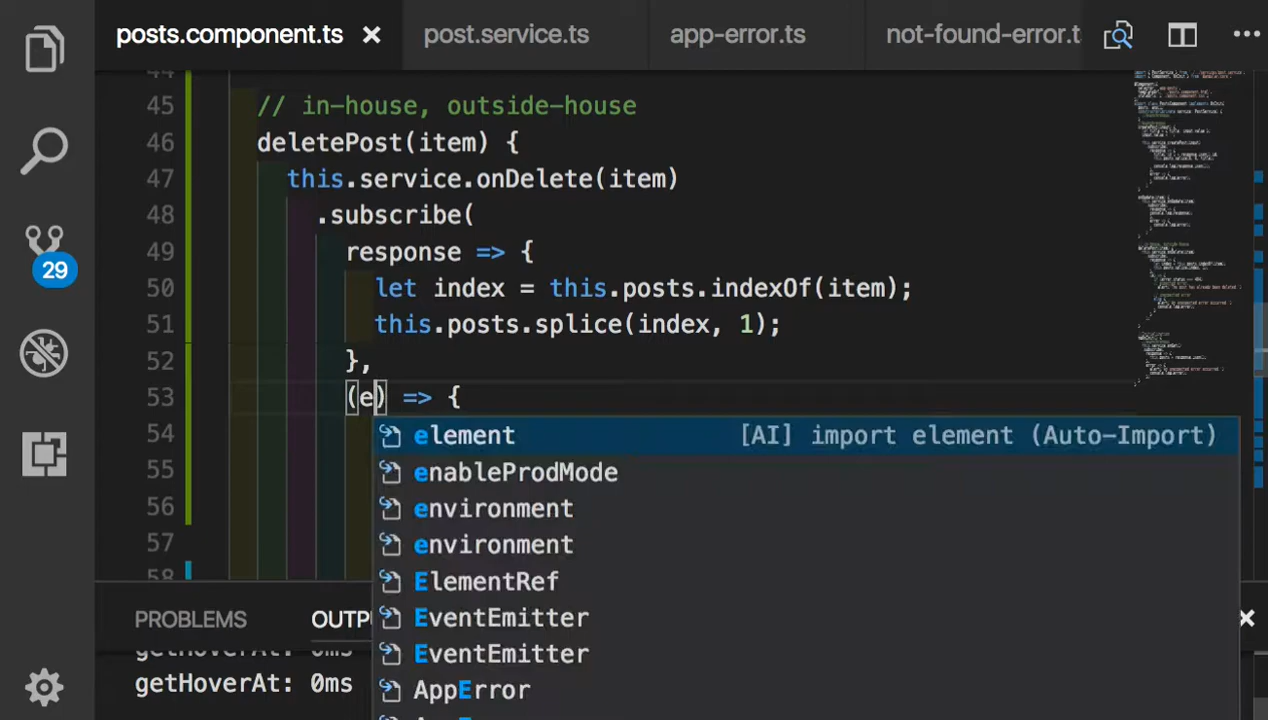 posts.component.ts × post.service.ts app-error.ts not-found-error.t
44
45 // in-house, outside-house
46 deletePost(item) {
47 this.service.onDelete(item)
48 .subscribe(
49 response => {
50 let index = this.posts.indexOf(item);
51 this.posts.splice(index, 1);
52 },
53 (e) => {
54 element [AI] import element (Auto-Import)
55 enableProdMode
56 environment
57 environment
58 ElementRef
29
EventEmitter
EventEmitter
AppError
PROBLEMS OUTP
getHoverAt: 0ms
getHoverAt: 0ms